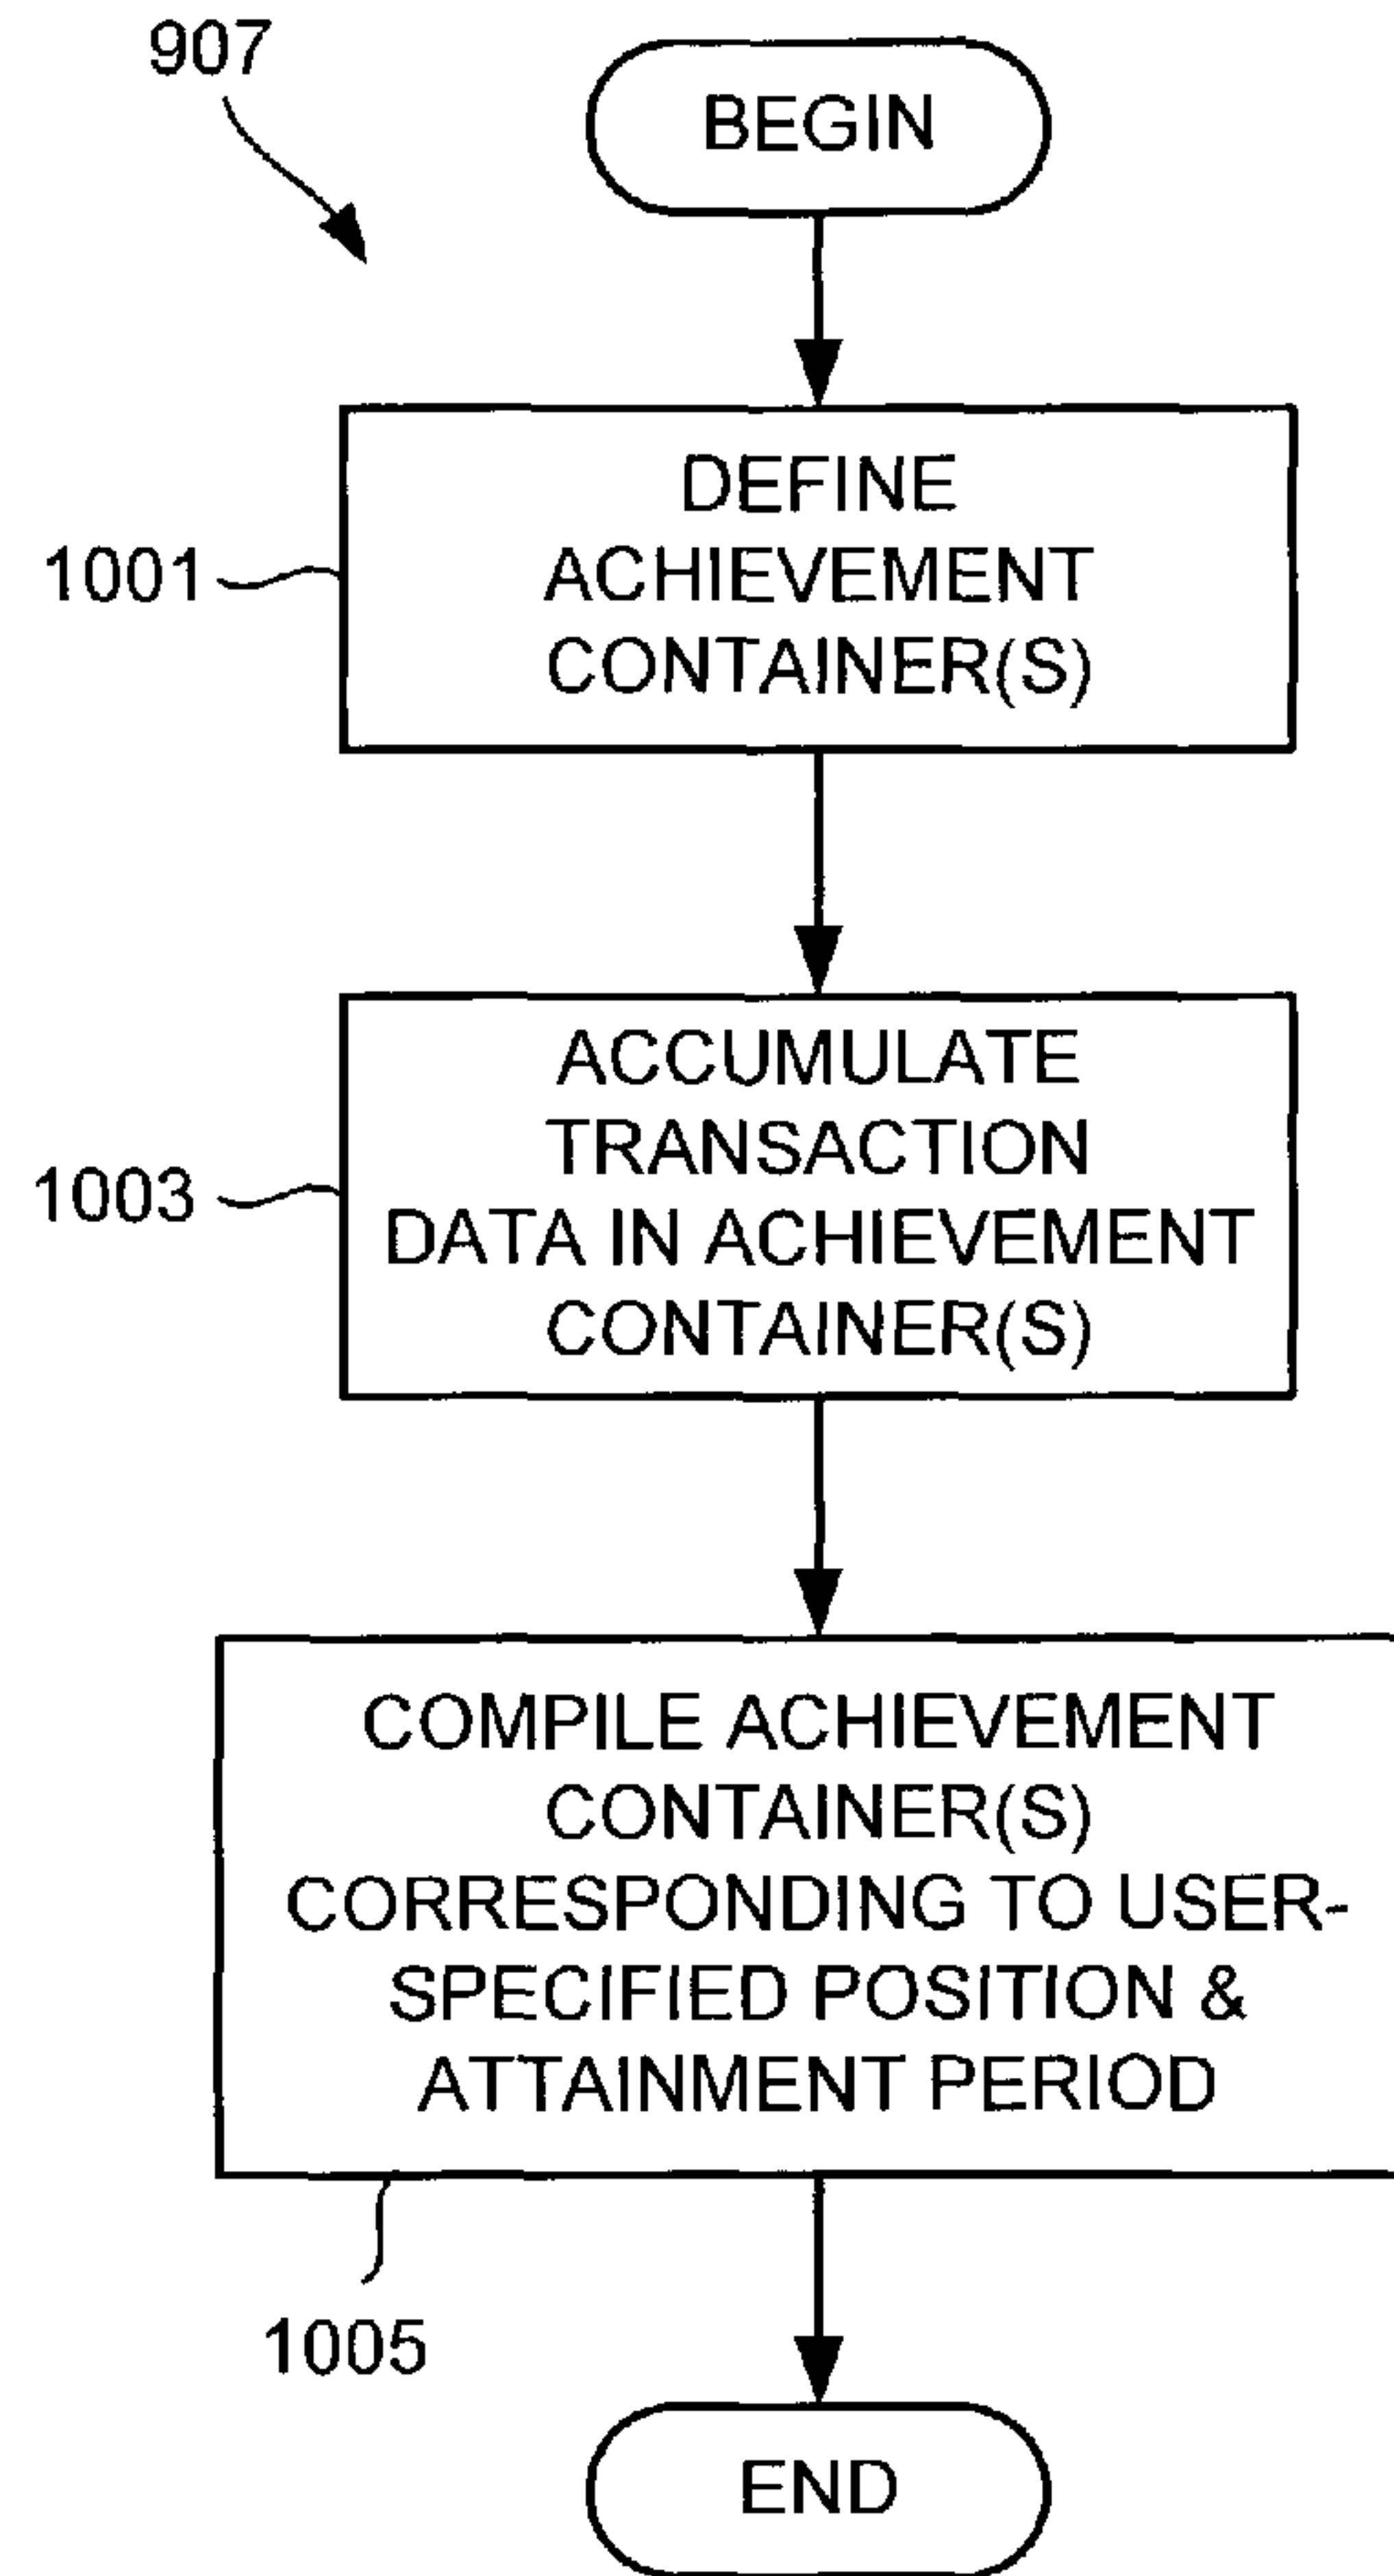 907
BEGIN
DEFINE
ACHIEVEMENT
CONTAINER(S)
1001
ACCUMULATE
TRANSACTION
DATA IN ACHIEVEMENT
CONTAINER(S)
1003
COMPILE ACHIEVEMENT
CONTAINER(S)
CORRESPONDING TO USER-
SPECIFIED POSITION &
ATTAINMENT PERIOD
1005
END